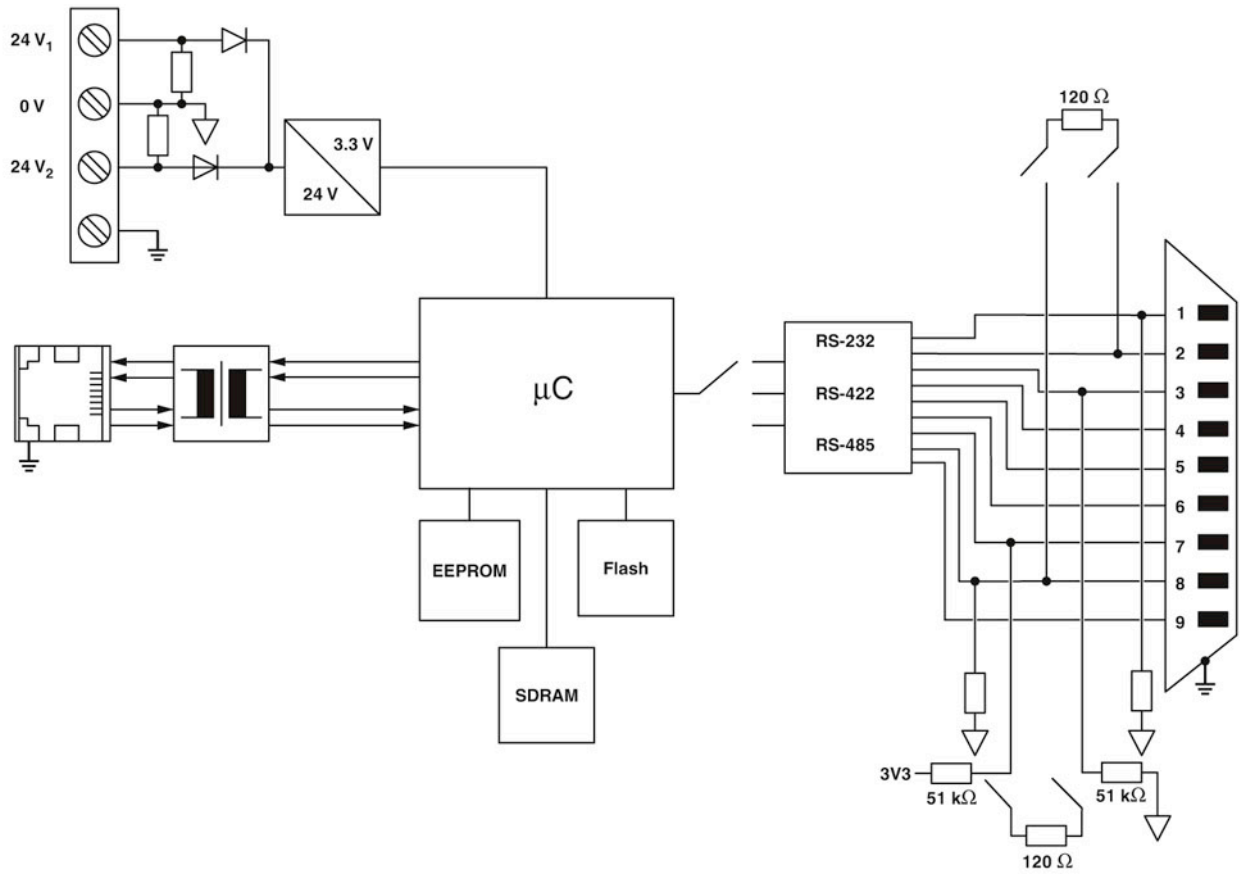 24 V₁
0 V
24 V₂
3.3 V
24 V
120 Ω
µC
EEPROM
Flash
SDRAM
RS-232
RS-422
RS-485
1
2
3
4
5
6
7
8
9
3V3
51 kΩ
51 kΩ
120 Ω